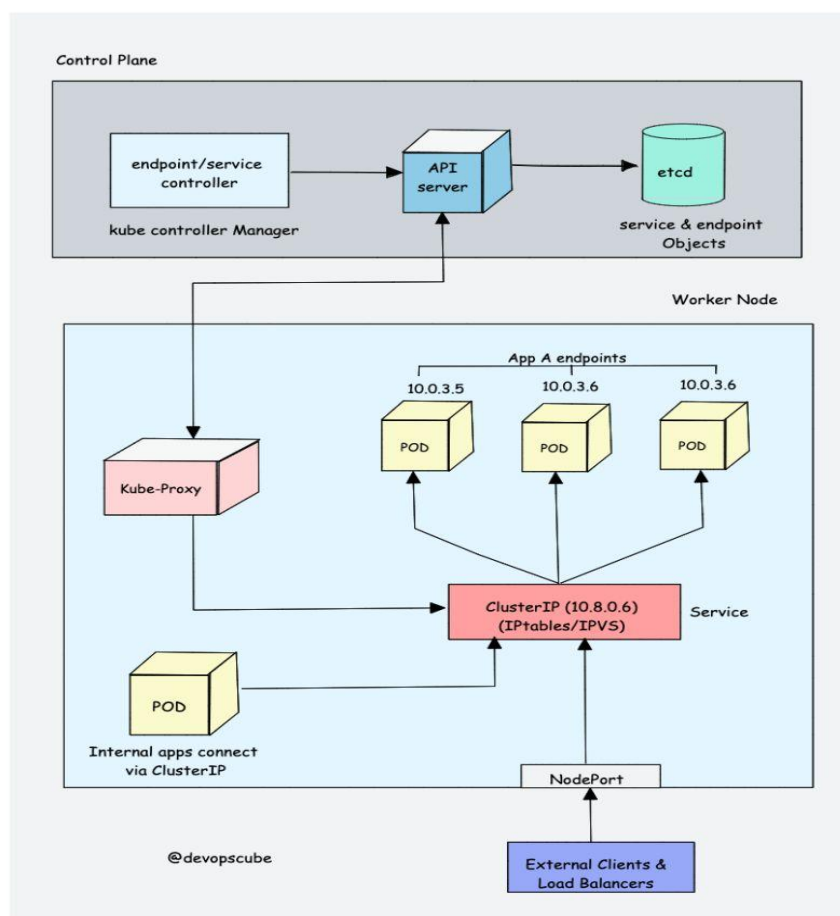 Control Plane
endpoint/service
controller
kube controller Manager
API
server
etcd
service & endpoint
Objects
Worker Node
App A endpoints
10.0.3.5
10.0.3.6
10.0.3.6
POD
POD
POD
Kube-Proxy
ClusterIP (10.8.0.6)
(IPtables/IPVS)
Service
POD
Internal apps connect
via ClusterIP
NodePort
@devopscube
External Clients &
Load Balancers